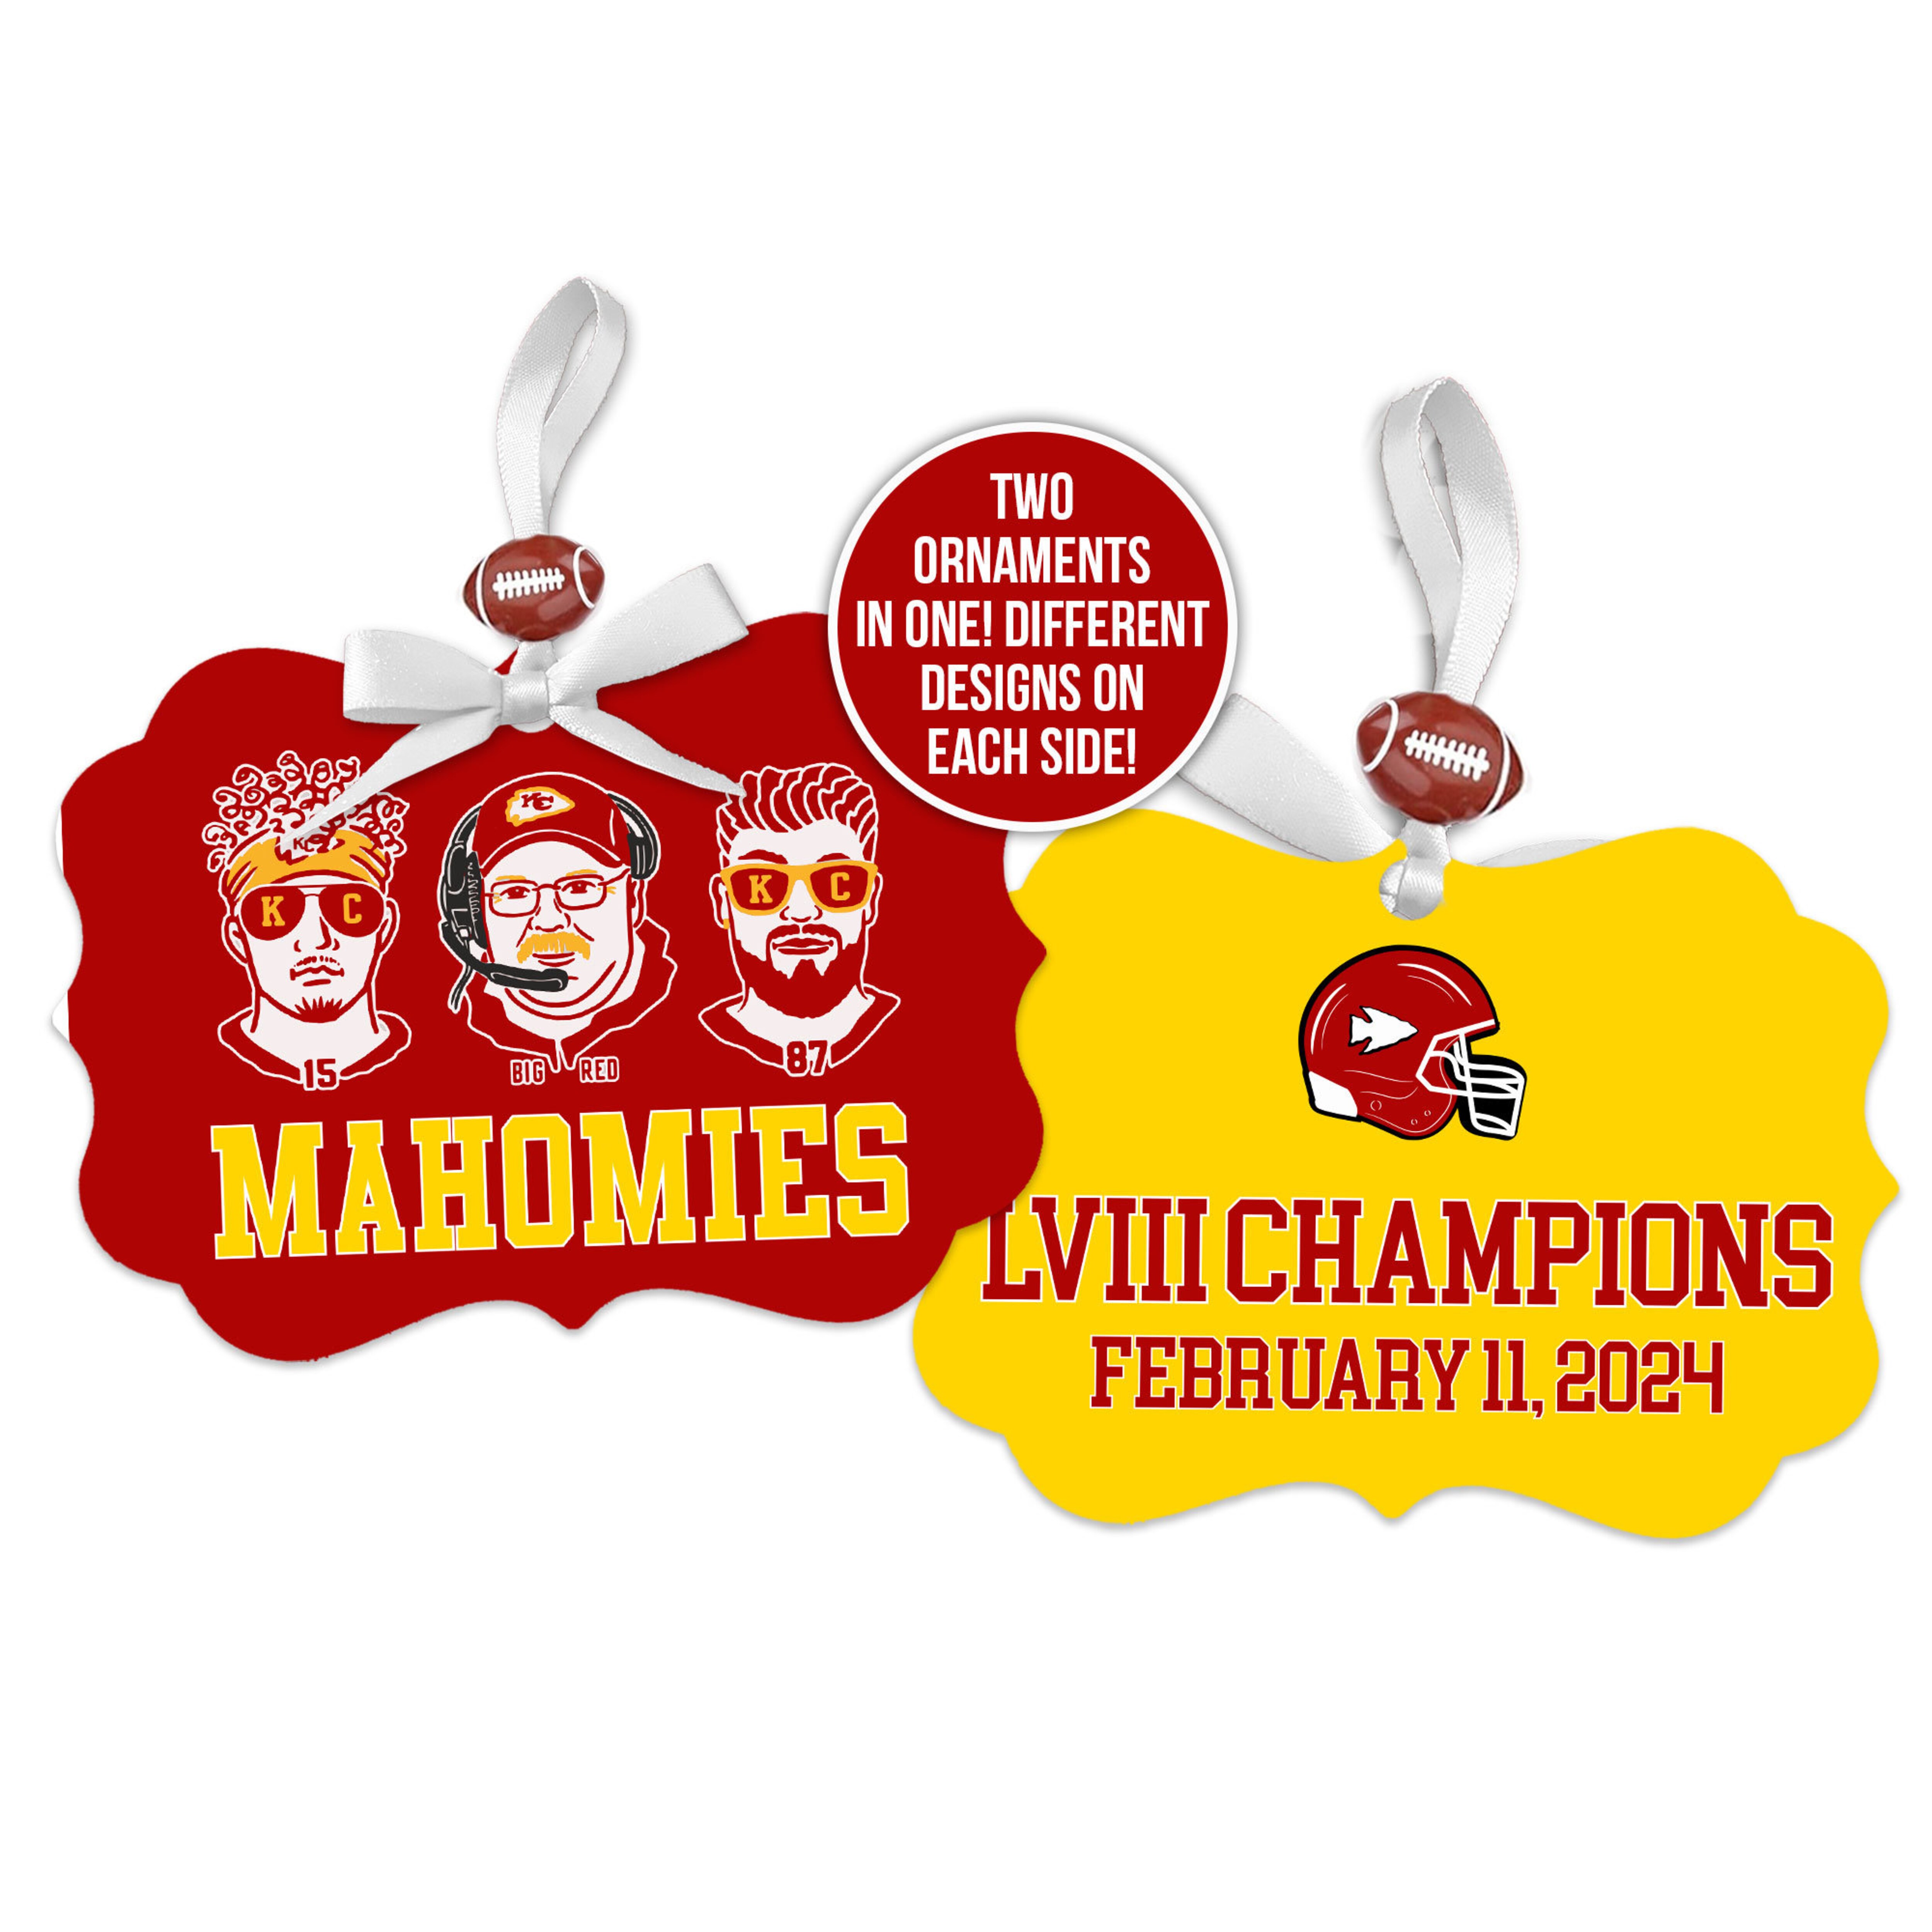 TWO
ORNAMENTS
IN ONE! DIFFERENT
DESIGNS ON
EACH SIDE!
KC
KC
K C
K C
15
BIG RED
87
MAHOMIES
LVIII CHAMPIONS
FEBRUARY 11, 2024